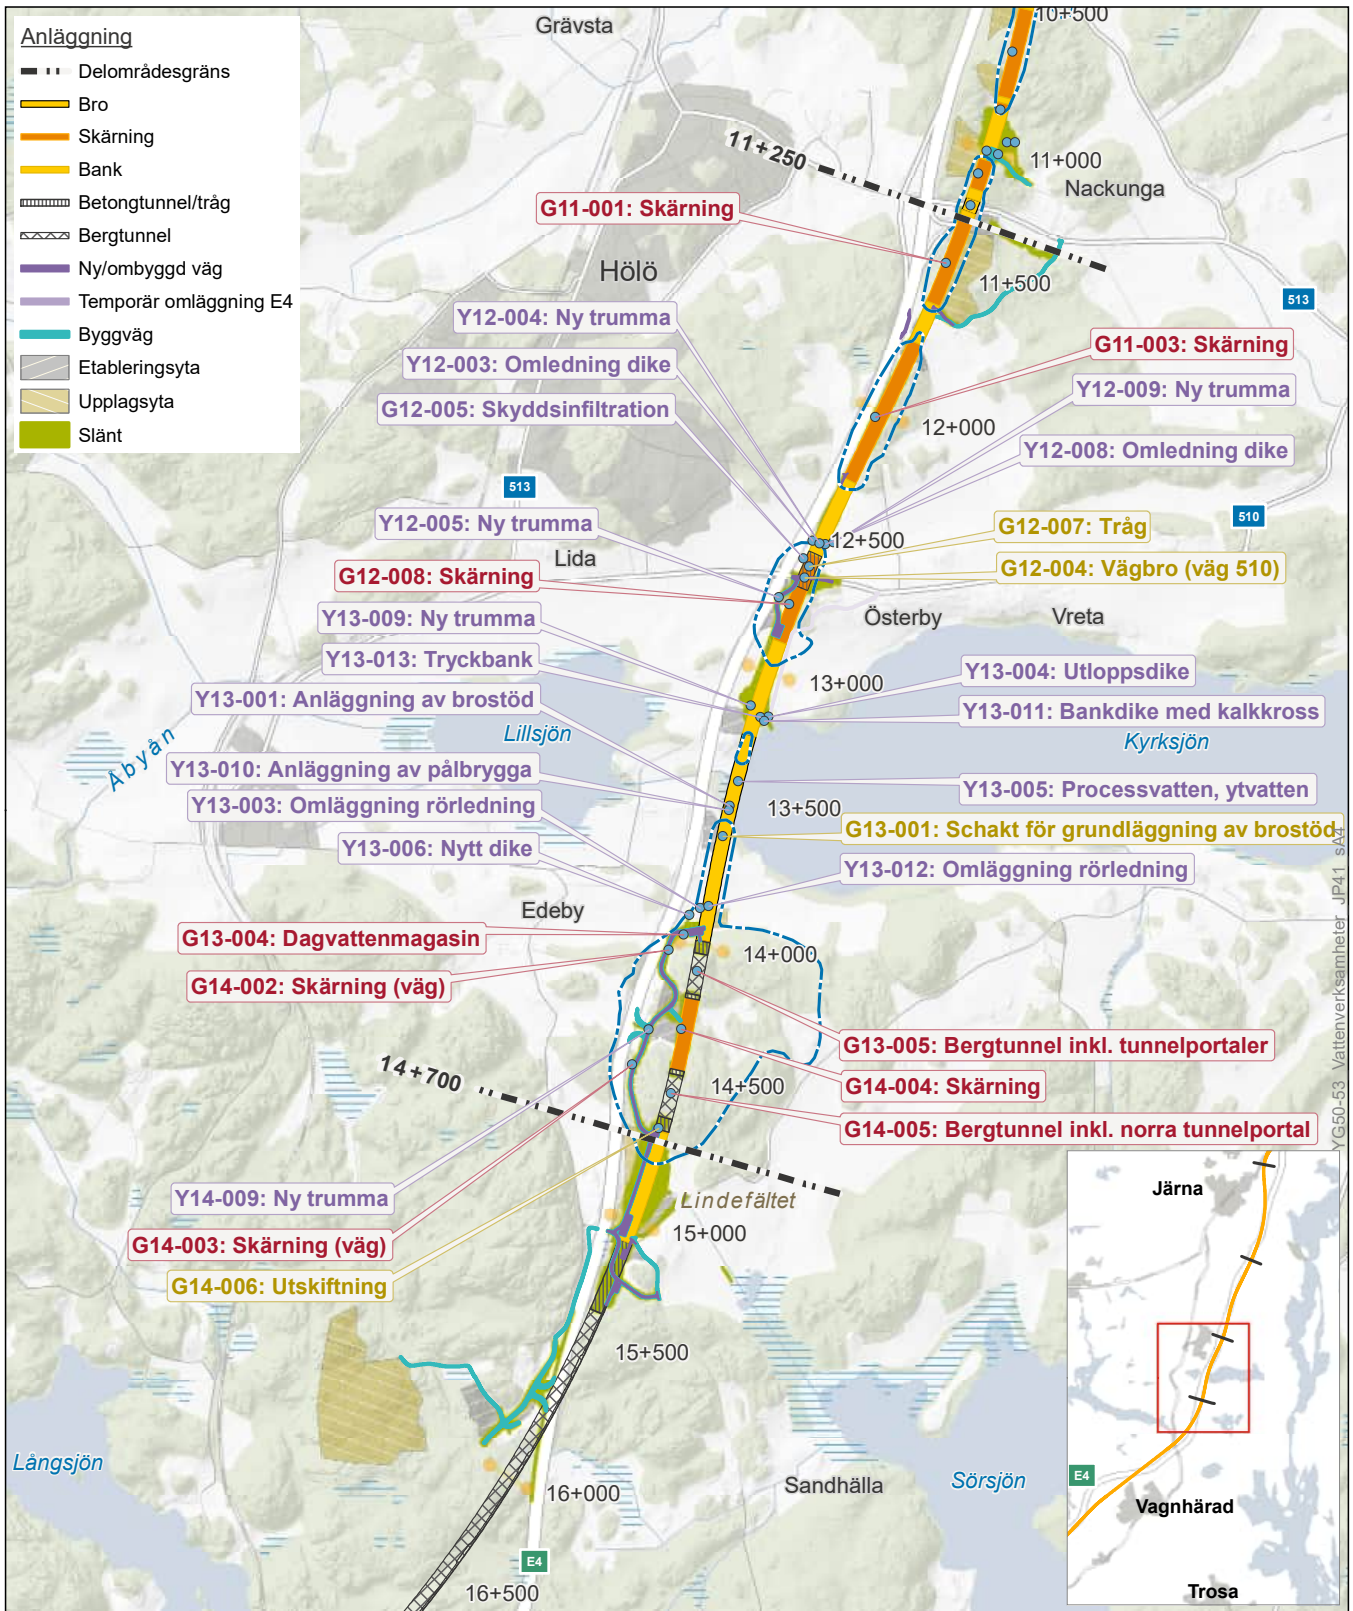 Anläggning
Delområdesgräns
Bro
Skärning
Bank
Betongtunnel/tråg
Bergtunnel
Ny/ombyggd väg
Temporär omläggning E4
Byggväg
Etableringsyta
Upplagsyta
Slänt
Grävsta
10+500
11+250
11+000
Nackunga
G11-001: Skärning
Hölö
11+500
513
Y12-004: Ny trumma
G11-003: Skärning
Y12-003: Omledning dike
Y12-009: Ny trumma
G12-005: Skyddsinfiltration
12+000
Y12-008: Omledning dike
513
510
Y12-005: Ny trumma
G12-007: Tråg
12+500
Lida
G12-004: Vägbro (väg 510)
G12-008: Skärning
Österby
Vreta
Y13-009: Ny trumma
Y13-013: Tryckbank
Y13-004: Utloppsdike
13+000
Y13-001: Anläggning av brostöd
Y13-011: Bankdike med kalkkross
Lillsjön
Kyrksjön
Åbyån
Y13-010: Anläggning av pålbrygga
Y13-005: Processvatten, ytvatten
Y13-003: Omläggning rörledning
13+500
G13-001: Schakt för grundläggning av brostöd
Y13-006: Nytt dike
Y13-012: Omläggning rörledning
Edeby
G13-004: Dagvattenmagasin
14+000
G14-002: Skärning (väg)
G13-005: Bergtunnel inkl. tunnelportaler
14+700
14+500
G14-004: Skärning
G14-005: Bergtunnel inkl. norra tunnelportal
YG50-53 Vattenverksamheter JP41 sA4
Y14-009: Ny trumma
Lindefältet
15+000
G14-003: Skärning (väg)
G14-006: Utskiftning
15+500
Långsjön
16+000
Sandhälla
Sörsjön
E4
16+500
Järna
E4
Vagnhärad
Trosa